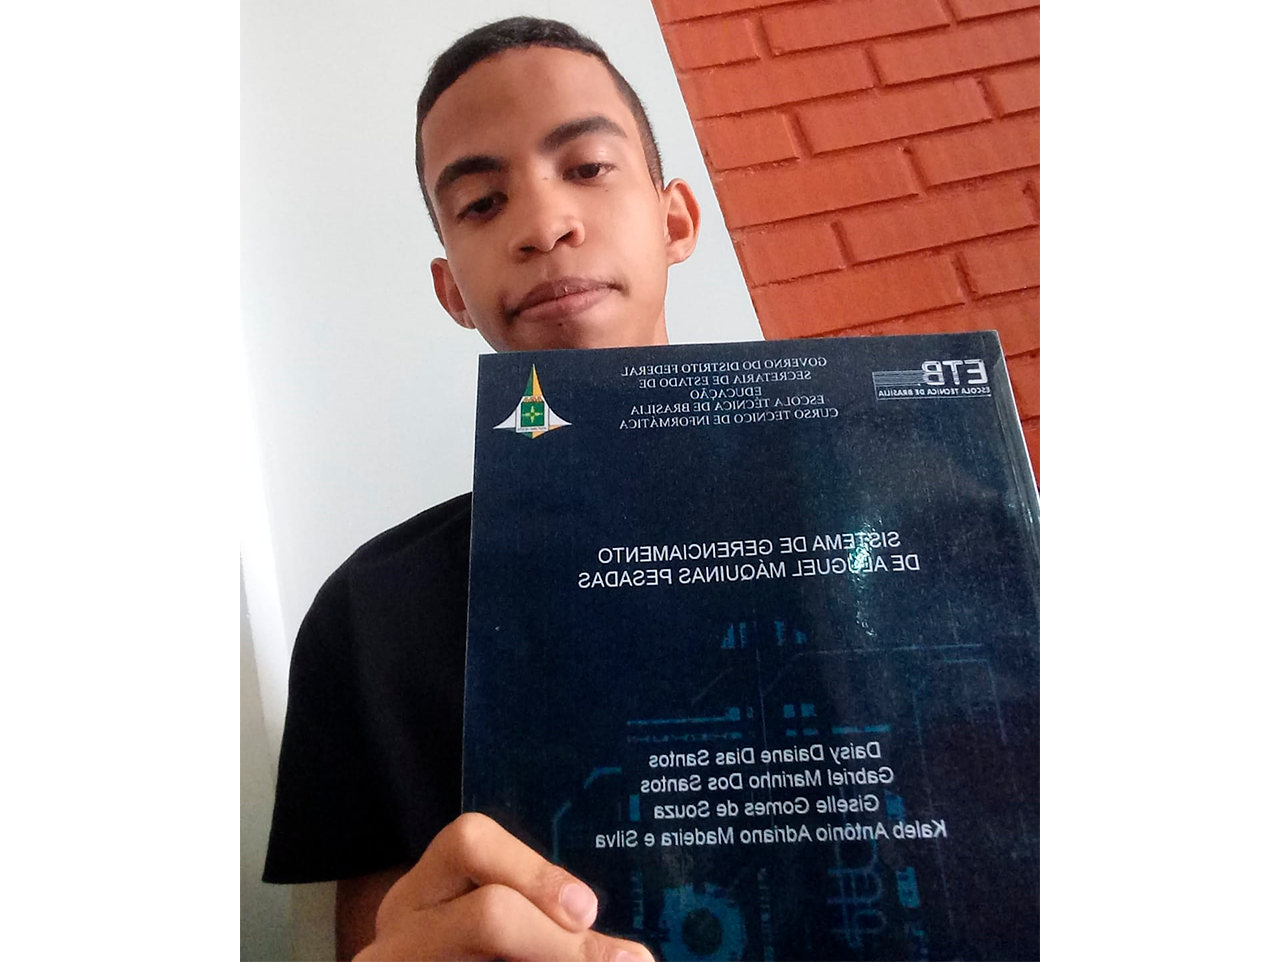 GOVERNO DO DISTRITO FEDERAL
SECRETARIA DE ESTADO DE
EDUCAÇÃO
ESCOLA TÉCNICA DE BRASILIA
CURSO TECNICO DE INFORMÁTICA
ETB
ESCOLA TÉCNICA DE BRASÍLIA
SISTEMA DE GERENCIAMENTO
DE ALUGUEL MÁQUINAS PESADAS
Daisy Daiane Dias Santos
Gabriel Marinho Dos Santos
Giselle Gomes de Souza
Kaleb Antônio Adriano Madeira e Silva